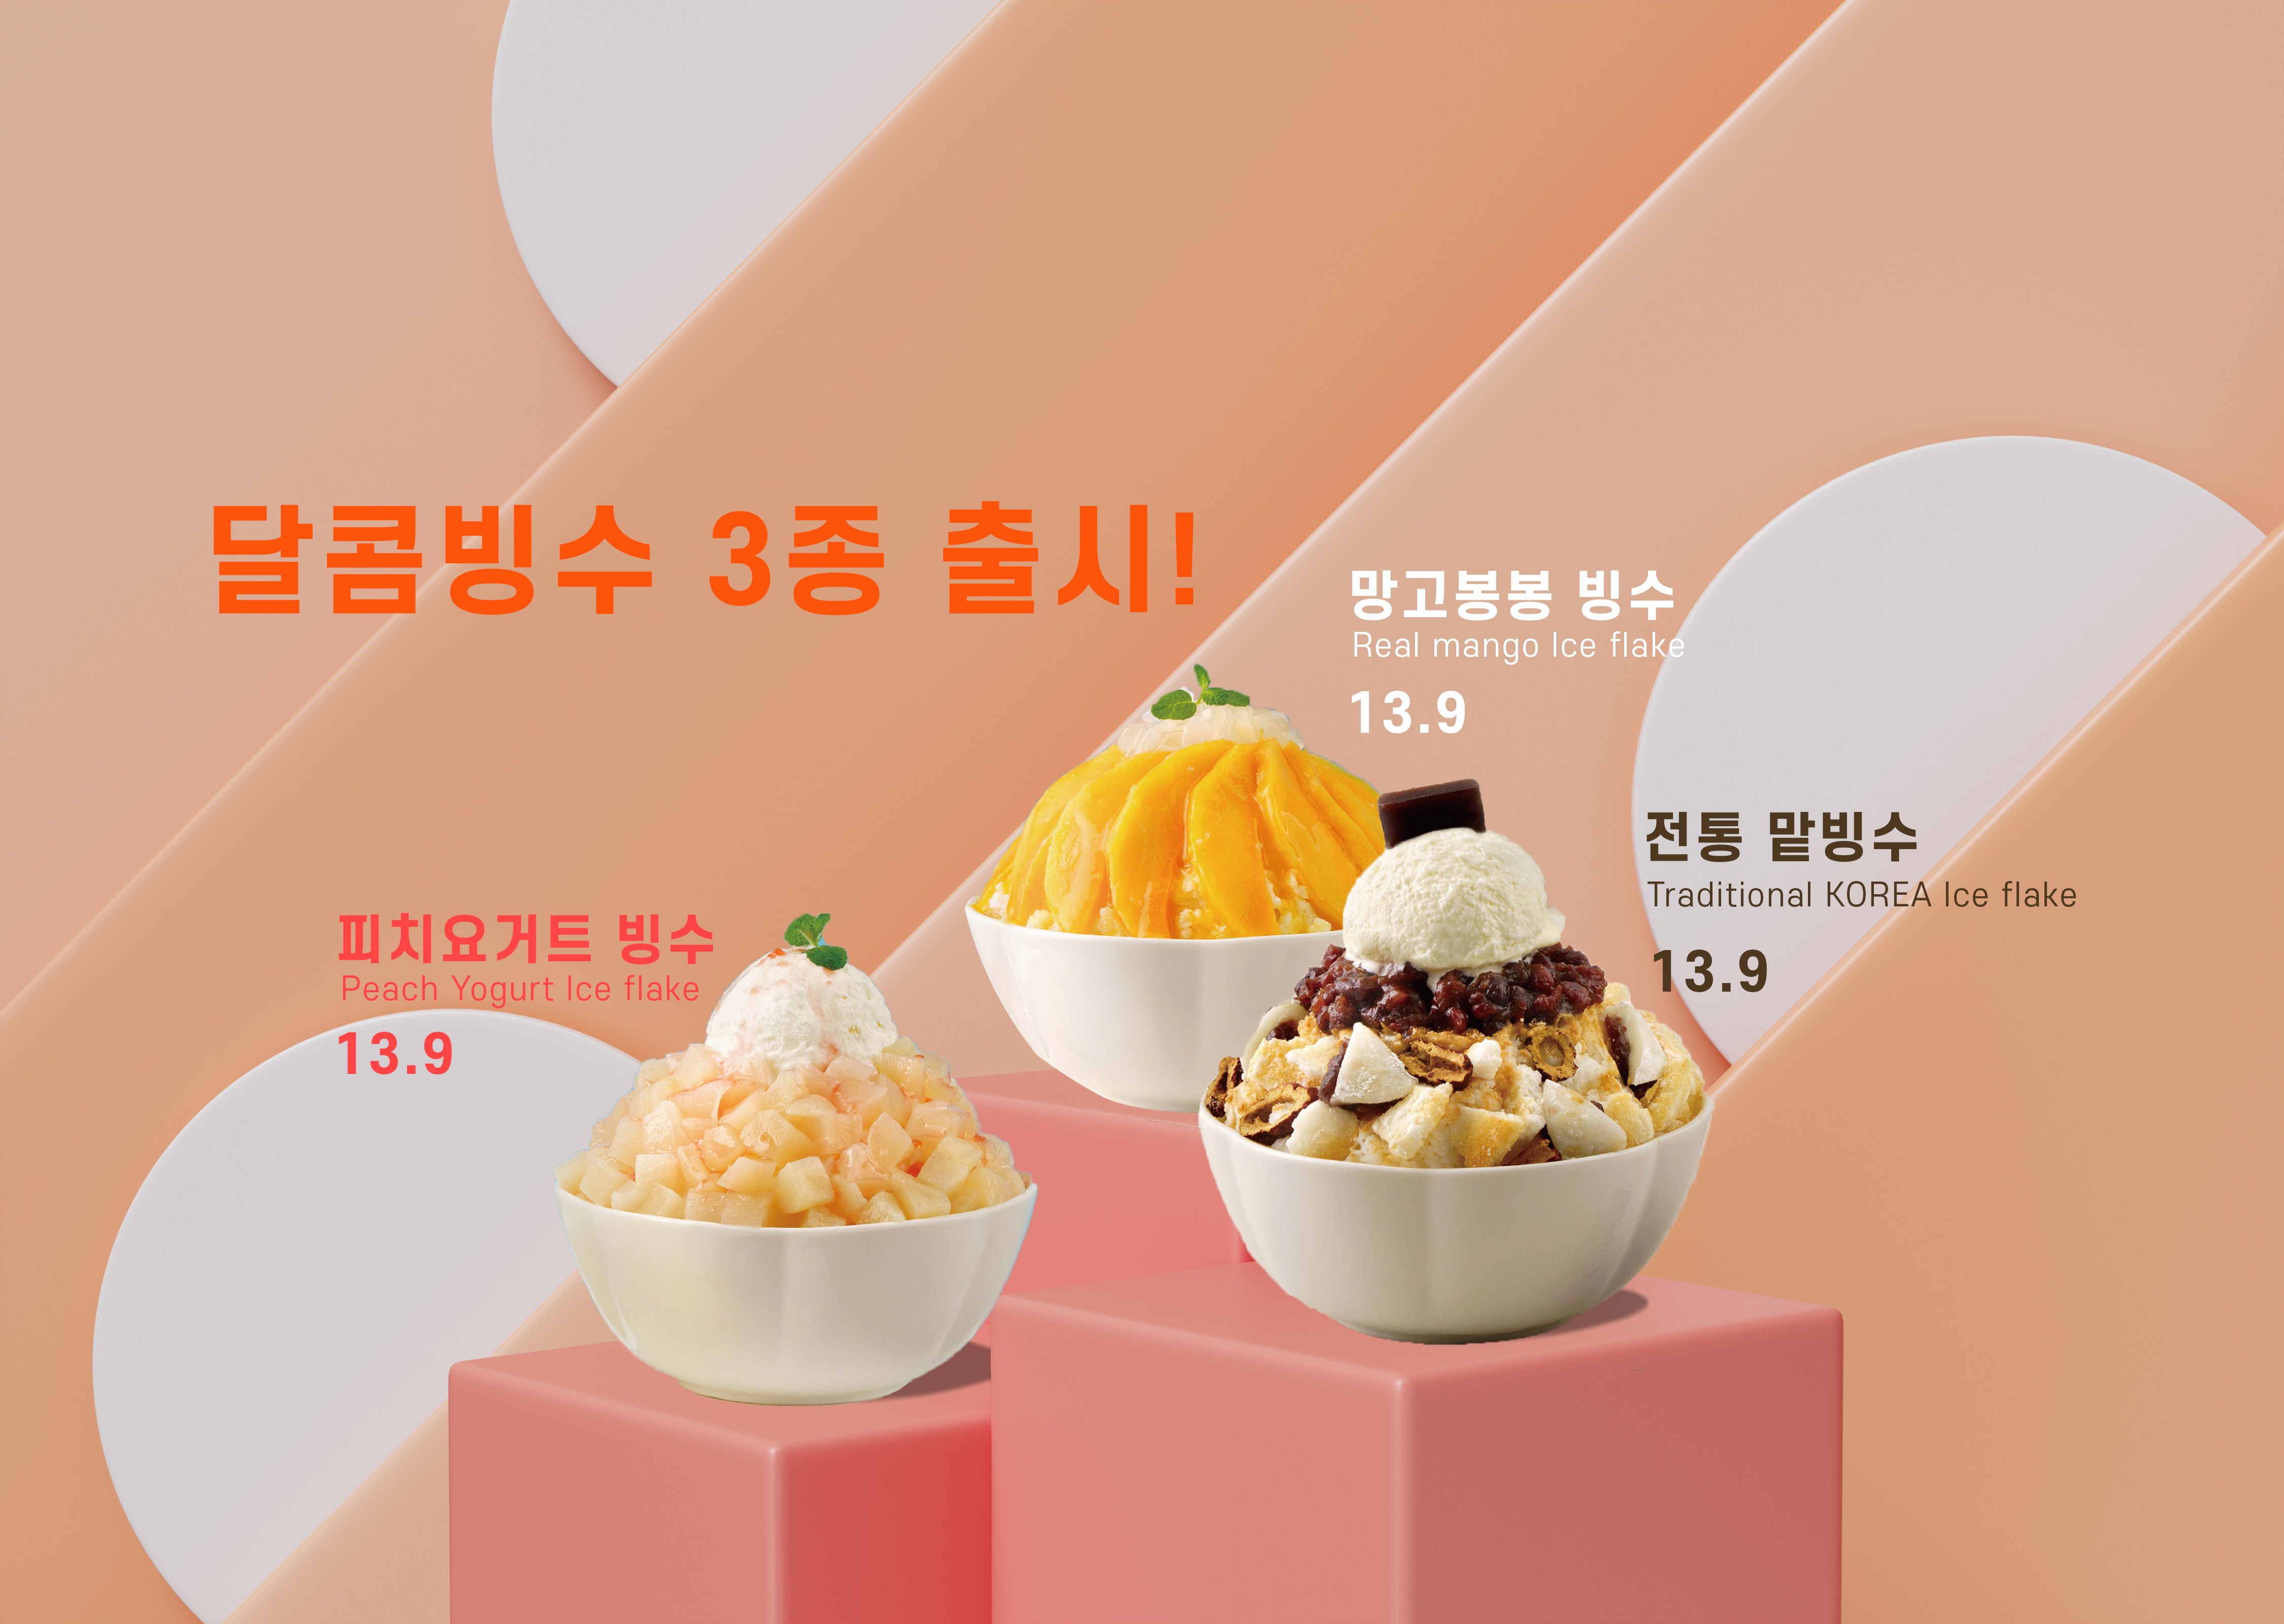 달콤빙수 3종 출시!
망고봉봉 빙수
Real mango Ice flake
13.9
전통 맡빙수
Traditional KOREA Ice flake
13.9
피치요거트 빙수
Peach Yogurt Ice flake
13.9